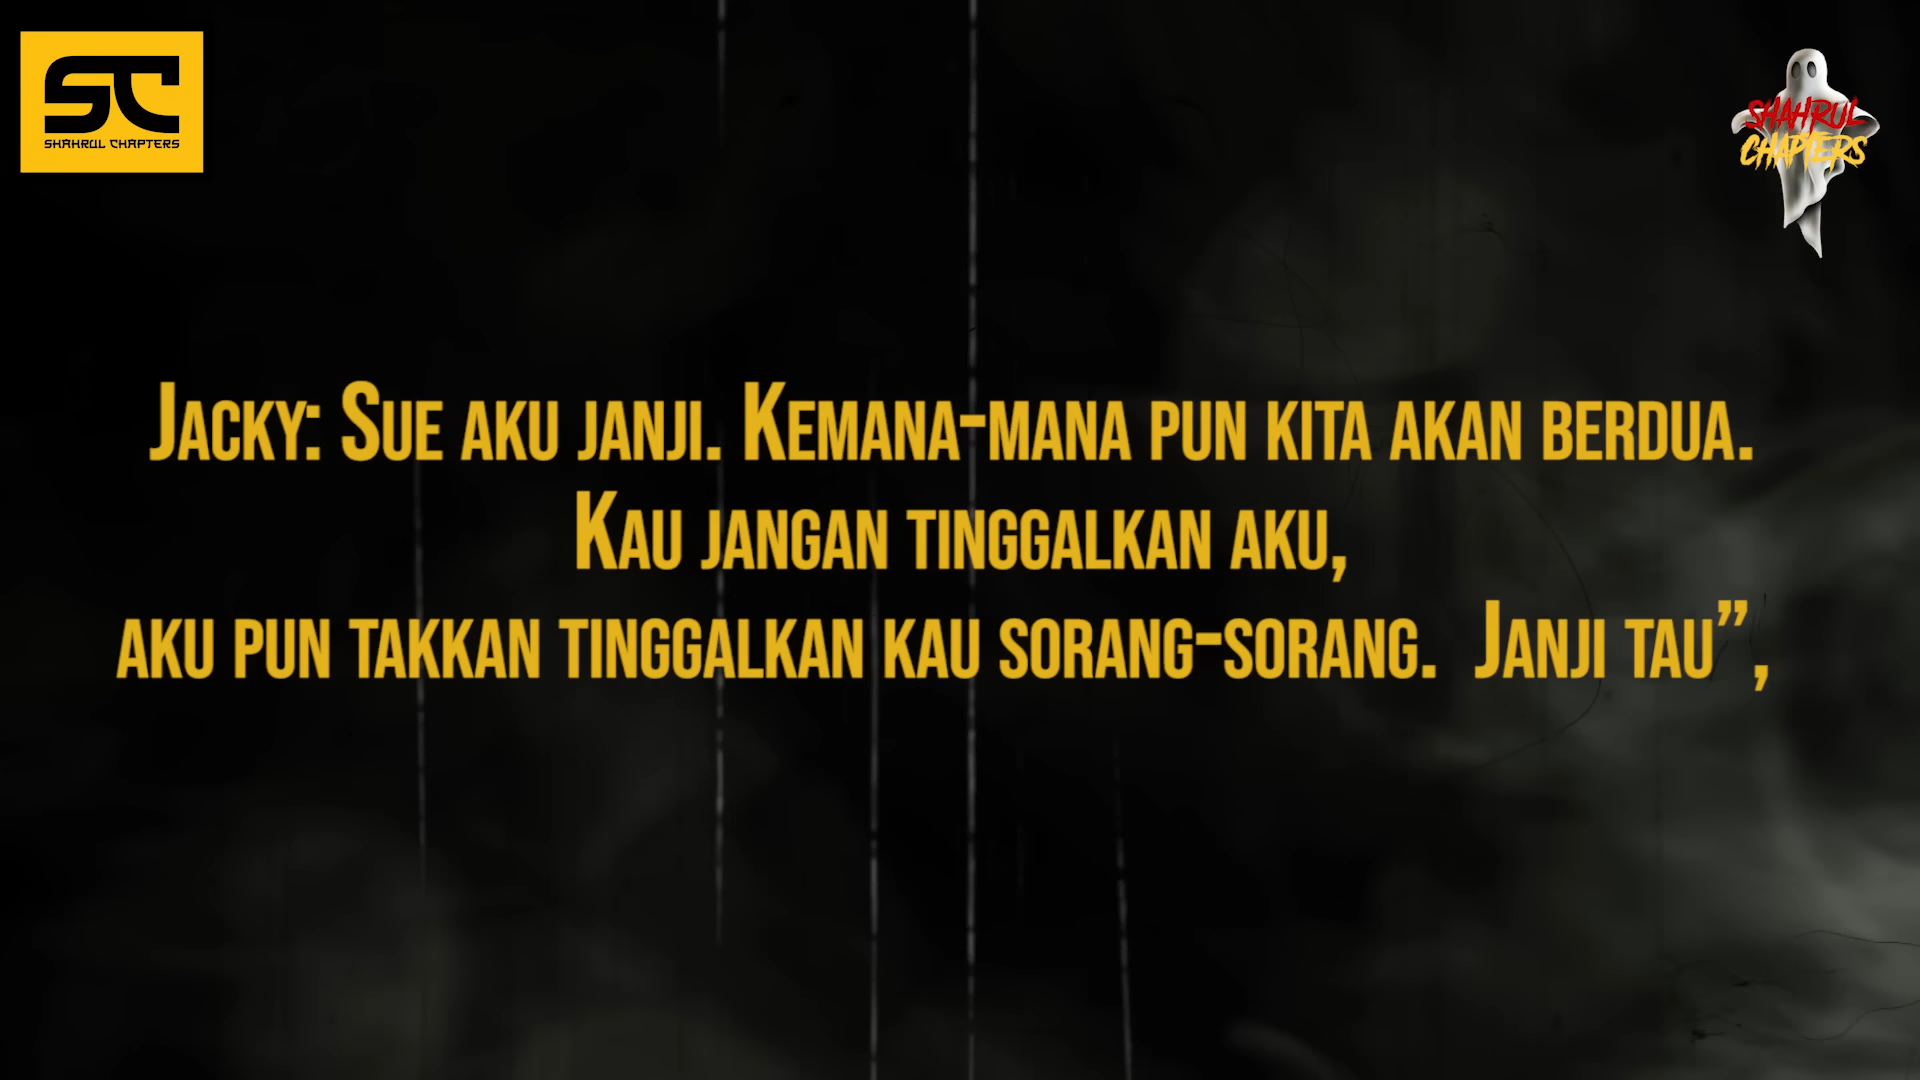 SC
SHAHRUL CHAPTERS
SHAHRUL
CHAPTERS
Jacky: Sue aku janji. Kemana-mana pun kita akan berdua.
Kau jangan tinggalkan aku,
aku pun takkan tinggalkan kau sorang-sorang.  Janji tau”,